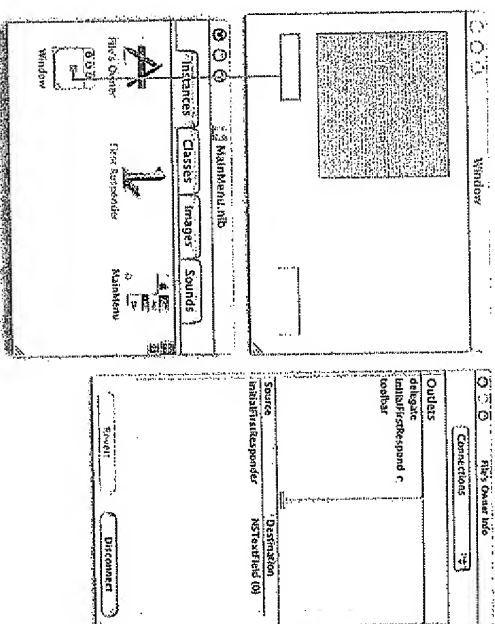 Window
MainMenu.nib
Instances
Classes
Images
Sounds
File's Owner
First Responder
MainMenu
Window
File's Owner Info
Connections
Outlets
delegate
initialFirstRespond r
toolbar
Source
Destination
initialFirstResponder
NSTextField (0)
Revert
Disconnect